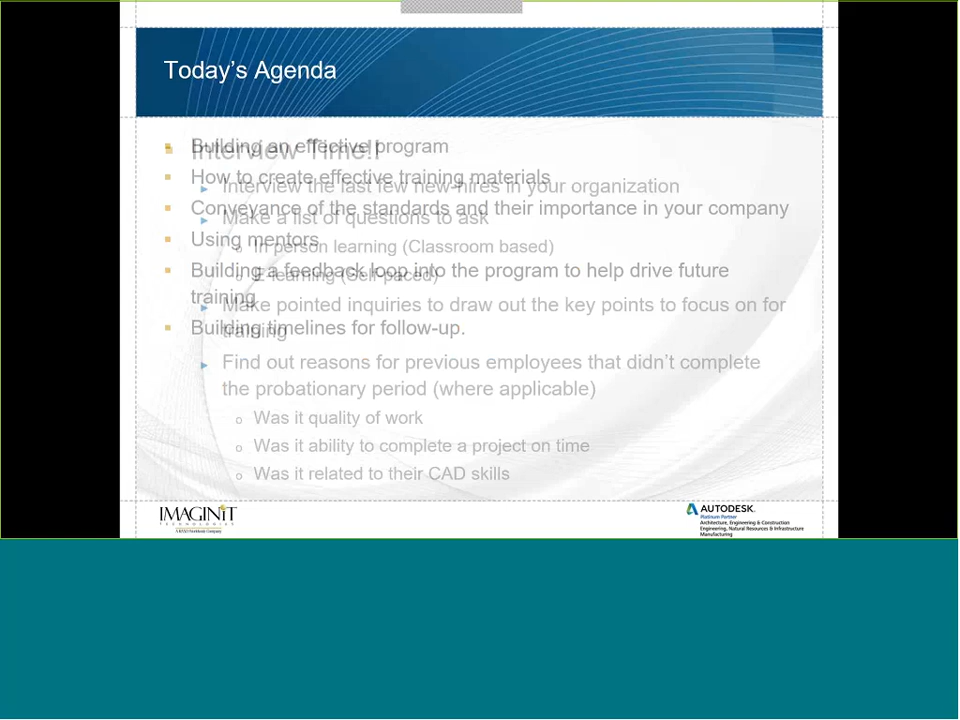 Today's Agenda
Building an effective program
Interview Time!!
How to create effective training materials
Interview the last few new-hires in your organization
Conveyance of the standards and their importance in your company
Make a list of questions to ask
Using mentors
In person learning (Classroom based)
Building a feedback loop into the program to help drive future
E-learning (Self-paced)
training.
Make pointed inquiries to draw out the key points to focus on for
Building timelines for follow-up.
training
Find out reasons for previous employees that didn't complete
the probationary period (where applicable)
Was it quality of work
Was it ability to complete a project on time
Was it related to their CAD skills
IMAGINiT
TECHNOLOGIES
AUTODESK.
Platinum Partner
Architecture, Engineering & Construction
Engineering, Natural Resources & Infrastructure
Manufacturing